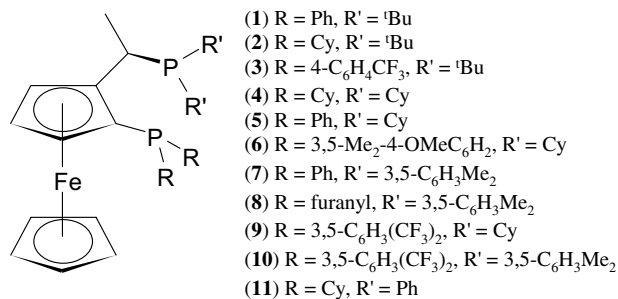 R'
P
R'
P
R
R
Fe
(1) R = Ph, R' = ᵗBu
(2) R = Cy, R' = ᵗBu
(3) R = 4-C₆H₄CF₃, R' = ᵗBu
(4) R = Cy, R' = Cy
(5) R = Ph, R' = Cy
(6) R = 3,5-Me₂-4-OMeC₆H₂, R' = Cy
(7) R = Ph, R' = 3,5-C₆H₃Me₂
(8) R = furanyl, R' = 3,5-C₆H₃Me₂
(9) R = 3,5-C₆H₃(CF₃)₂, R' = Cy
(10) R = 3,5-C₆H₃(CF₃)₂, R' = 3,5-C₆H₃Me₂
(11) R = Cy, R' = Ph